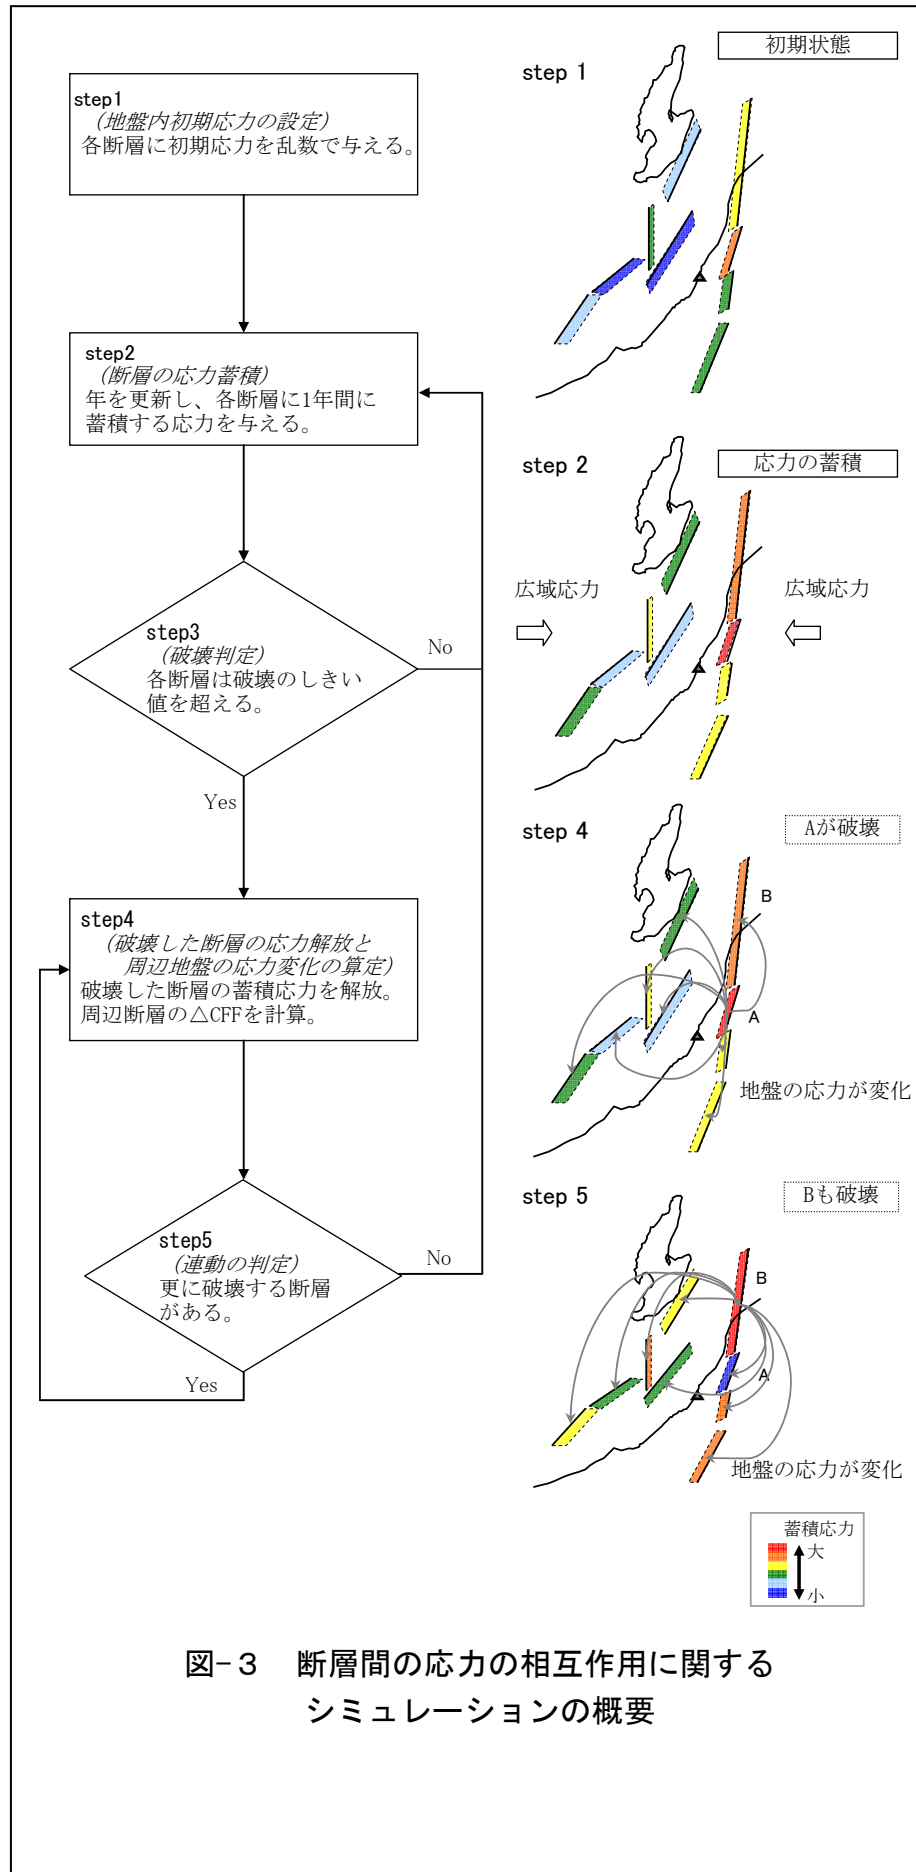 step1
(地盤内初期応力の設定)
各断層に初期応力を乱数で与える。
step2
(断層の応力蓄積)
年を更新し、各断層に1年間に
蓄積する応力を与える。
step3
(破壊判定)
各断層は破壊のしきい
値を超える。
No
Yes
step4
(破壊した断層の応力解放と
周辺地盤の応力変化の算定)
破壊した断層の蓄積応力を解放。
周辺断層の△CFFを計算。
step5
(連動の判定)
更に破壊する断層
がある。
No
Yes
step 1
初期状態
step 2
応力の蓄積
広域応力
広域応力
step 4
Aが破壊
B
A
地盤の応力が変化
step 5
Bも破壊
B
A
地盤の応力が変化
蓄積応力
大
小
図-3 断層間の応力の相互作用に関する
シミュレーションの概要